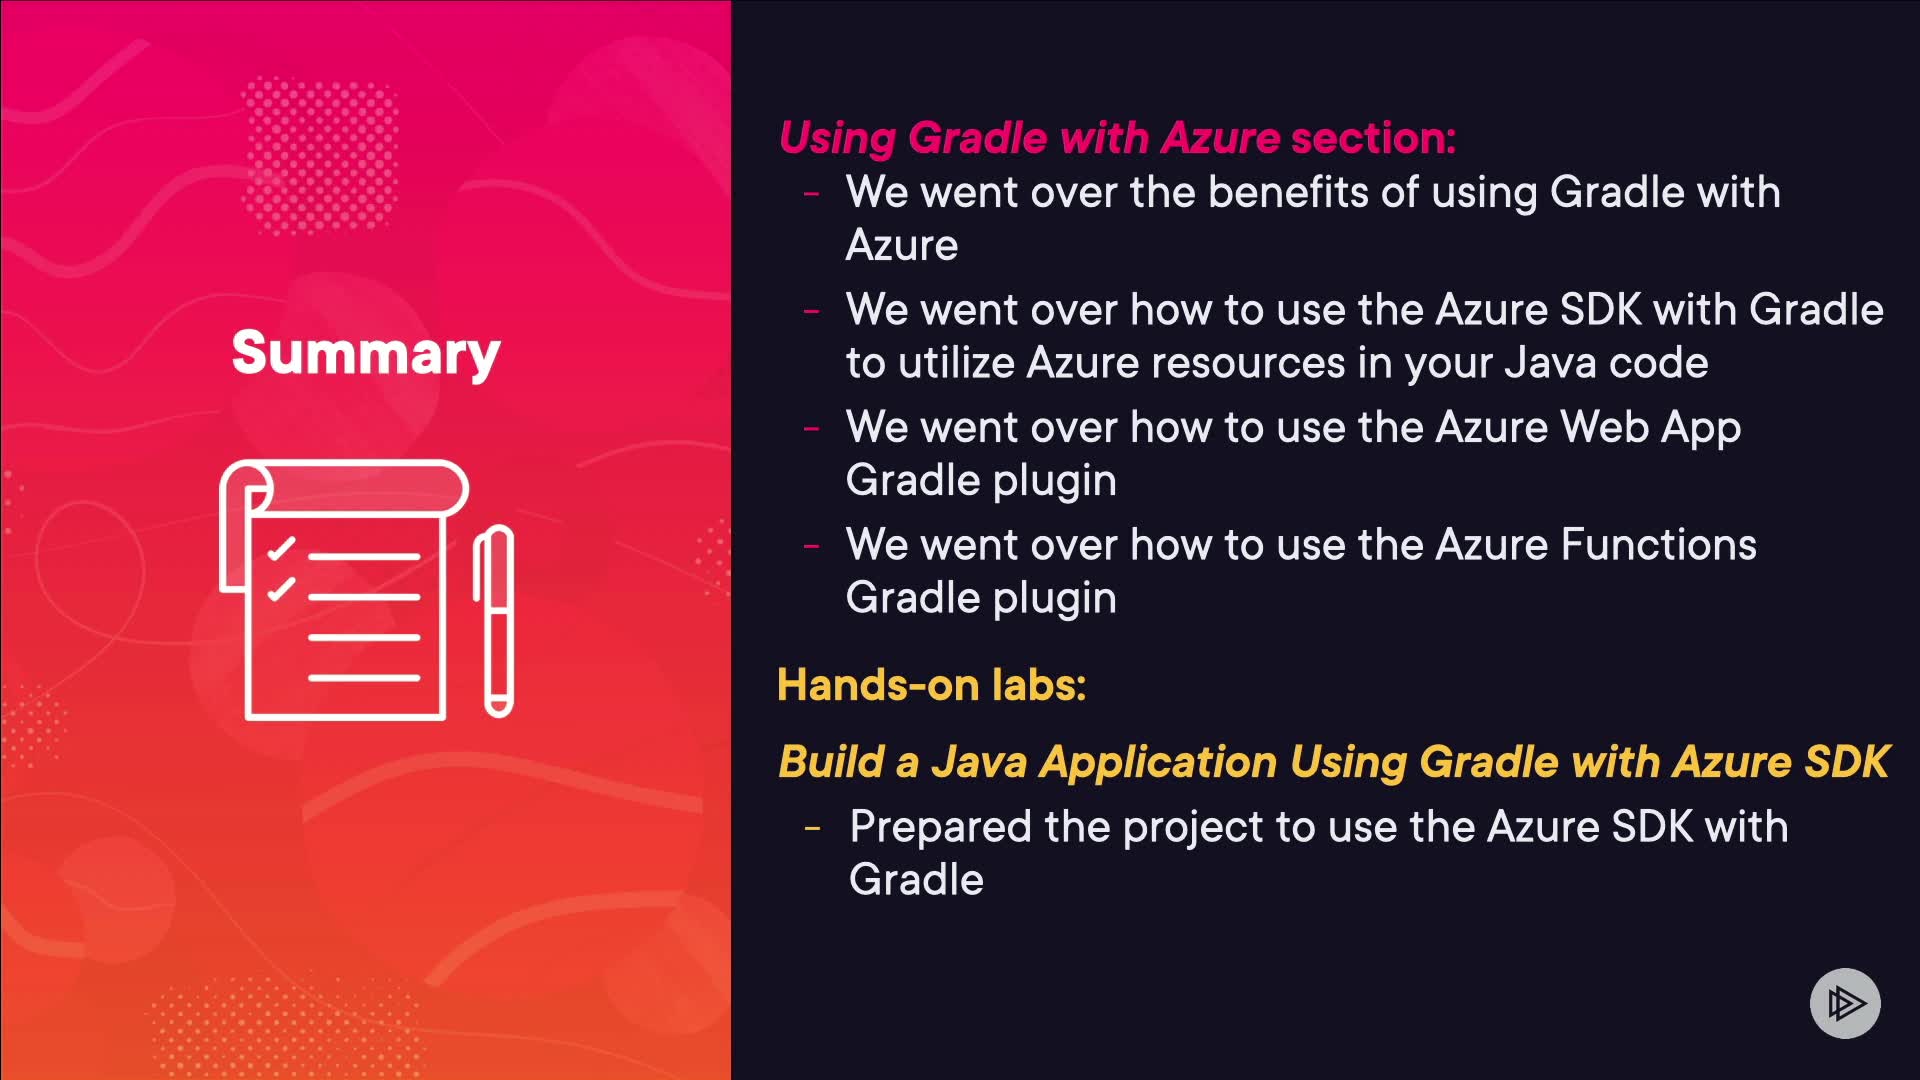 Summary
Using Gradle with Azure section:
- We went over the benefits of using Gradle with
Azure
- We went over how to use the Azure SDK with Gradle
to utilize Azure resources in your Java code
- We went over how to use the Azure Web App
Gradle plugin
- We went over how to use the Azure Functions
Gradle plugin
Hands-on labs:
Build a Java Application Using Gradle with Azure SDK
- Prepared the project to use the Azure SDK with
Gradle